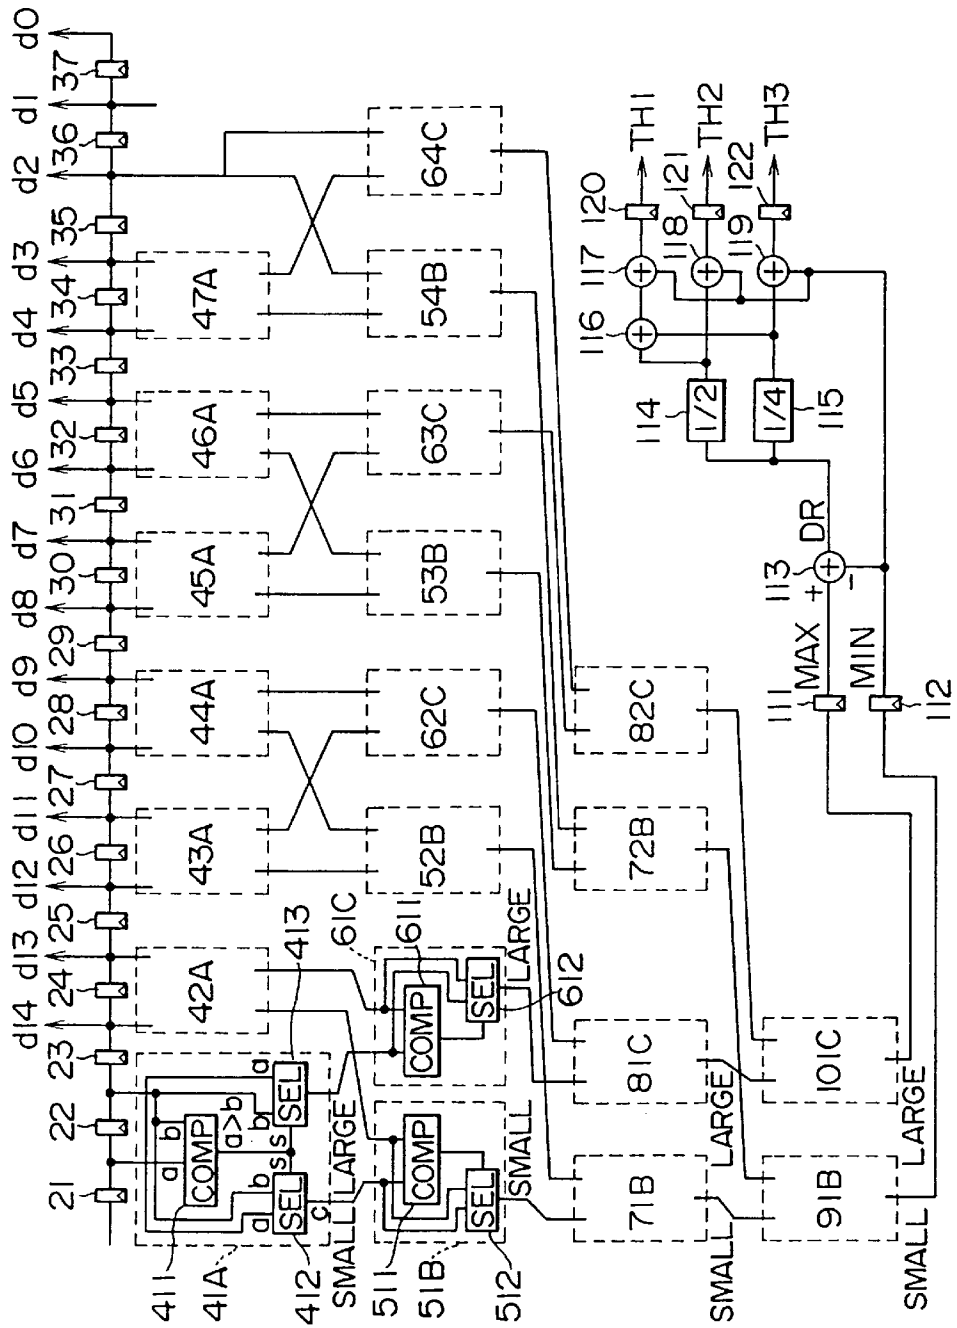 d14 d13 d12 d11 d10 d9 d8 d7 d6 d5 d4 d3 d2 d1 d0
21 22 23 24 25 26 27 28 29 30 31 32 33 34 35 36 37
411 a COMP b a>b
41A a b a b
412 SEL c s s SEL 413
42A 43A 44A 45A 46A 47A
SMALL LARGE
511 COMP
51B SEL
512 SMALL
61C
COMP 611
SEL LARGE
612
52B 62C 53B 63C 54B 64C
71B 81C 72B 82C
SMALL LARGE
91B 101C
SMALL LARGE
111 MAX
112 MIN
113 + + −
DR
114 1/2
115 1/4
116 +
117 + 120 TH1
118 + 121 TH2
119 + 122 TH3